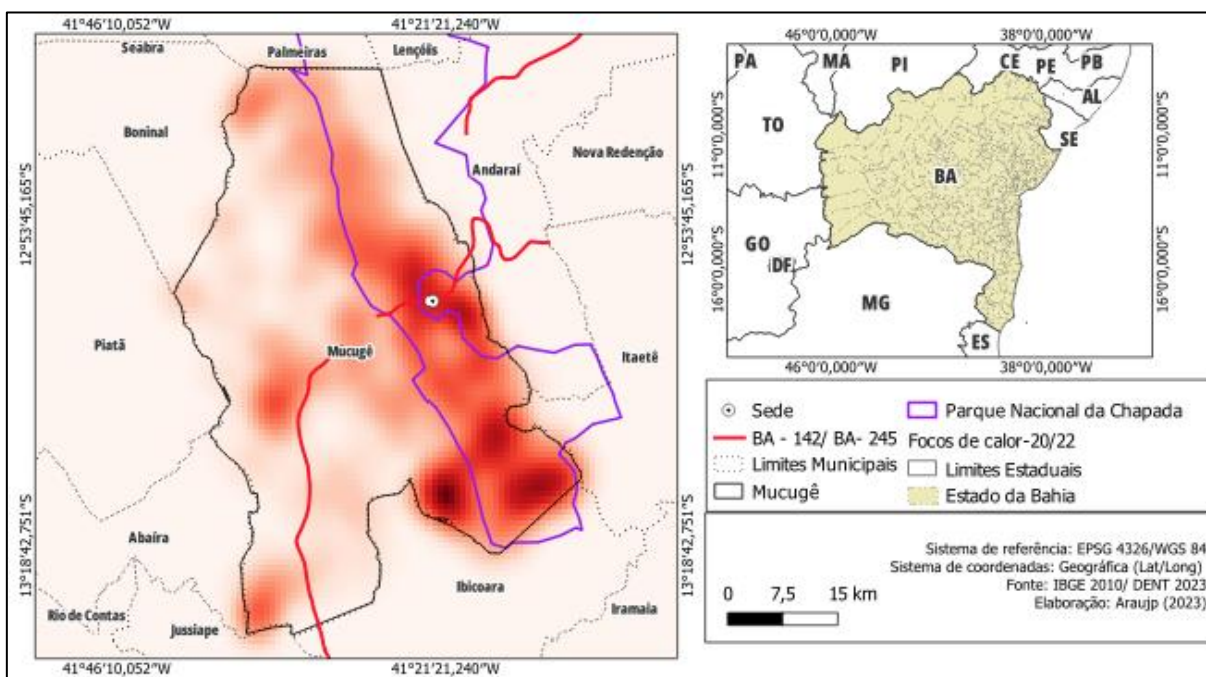 41°46'10,052"W
41°21'21,240"W
Seabra
Palmeiras
Lençóis
Boninal
Andaraí
Nova Redenção
12°53'45,165"S
12°53'45,165"S
Piatã
Mucugê
Itaetê
13°18'42,751"S
13°18'42,751"S
Abaíra
Ibicoara
Rio de Contas
Jussiape
Iramaia
41°46'10,052"W
41°21'21,240"W
46°0'0,000"W
38°0'0,000"W
PA
MA
PI
CE
PE
PB
AL
SE
TO
BA
GO
DF
MG
ES
11°0'0,000"S
11°0'0,000"S
16°0'0,000"S
16°0'0,000"S
46°0'0,000"W
38°0'0,000"W
Sede
BA - 142/ BA- 245
Limites Municipais
Mucugê
Parque Nacional da Chapada
Focos de calor-20/22
Limites Estaduais
Estado da Bahia
0 7,5 15 km
Sistema de referência: EPSG 4326/WGS 84
Sistema de coordenadas: Geográfica (Lat/Long)
Fonte: IBGE 2010/ DENT 2023
Elaboração: Araujp (2023)